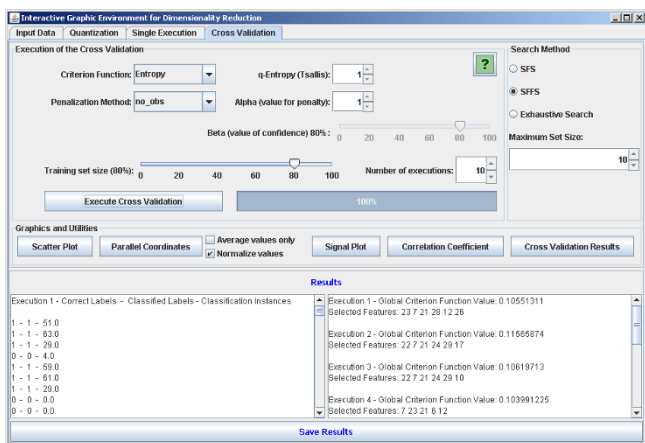 Interactive Graphic Environment for Dimensionality Reduction
Input Data Quantization Single Execution Cross Validation
Execution of the Cross Validation
Search Method
Criterion Function: Entropy
q-Entropy (Tsallis): 1
?
SFS
Penalization Method: no_obs
Alpha (value for penalty): 1
SFFS
Exhaustive Search
Beta (value of confidence) 80% :
0 20 40 60 80 100
Maximum Set Size:
10
Training set size (80%):
0 20 40 60 80 100
Number of executions: 10
Execute Cross Validation
100%
Graphics and Utilities
Scatter Plot
Parallel Coordinates
Average values only
Normalize values
Signal Plot
Correlation Coefficient
Cross Validation Results
Results
Execution 1 - Correct Labels - Classified Labels - Classification Instances
1 - 1 - 51.0
1 - 1 - 63.0
1 - 1 - 29.0
0 - 0 - 4.0
1 - 1 - 59.0
1 - 1 - 61.0
1 - 1 - 29.0
0 - 0 - 0.0
0 - 0 - 0.0
Execution 1 - Global Criterion Function Value: 0.10551311
Selected Features: 23 7 21 28 12 26
Execution 2 - Global Criterion Function Value: 0.11565874
Selected Features: 22 7 21 24 29 17
Execution 3 - Global Criterion Function Value: 0.10619713
Selected Features: 22 7 21 24 29 10
Execution 4 - Global Criterion Function Value: 0.103991225
Selected Features: 7 23 21 6 12
Save Results